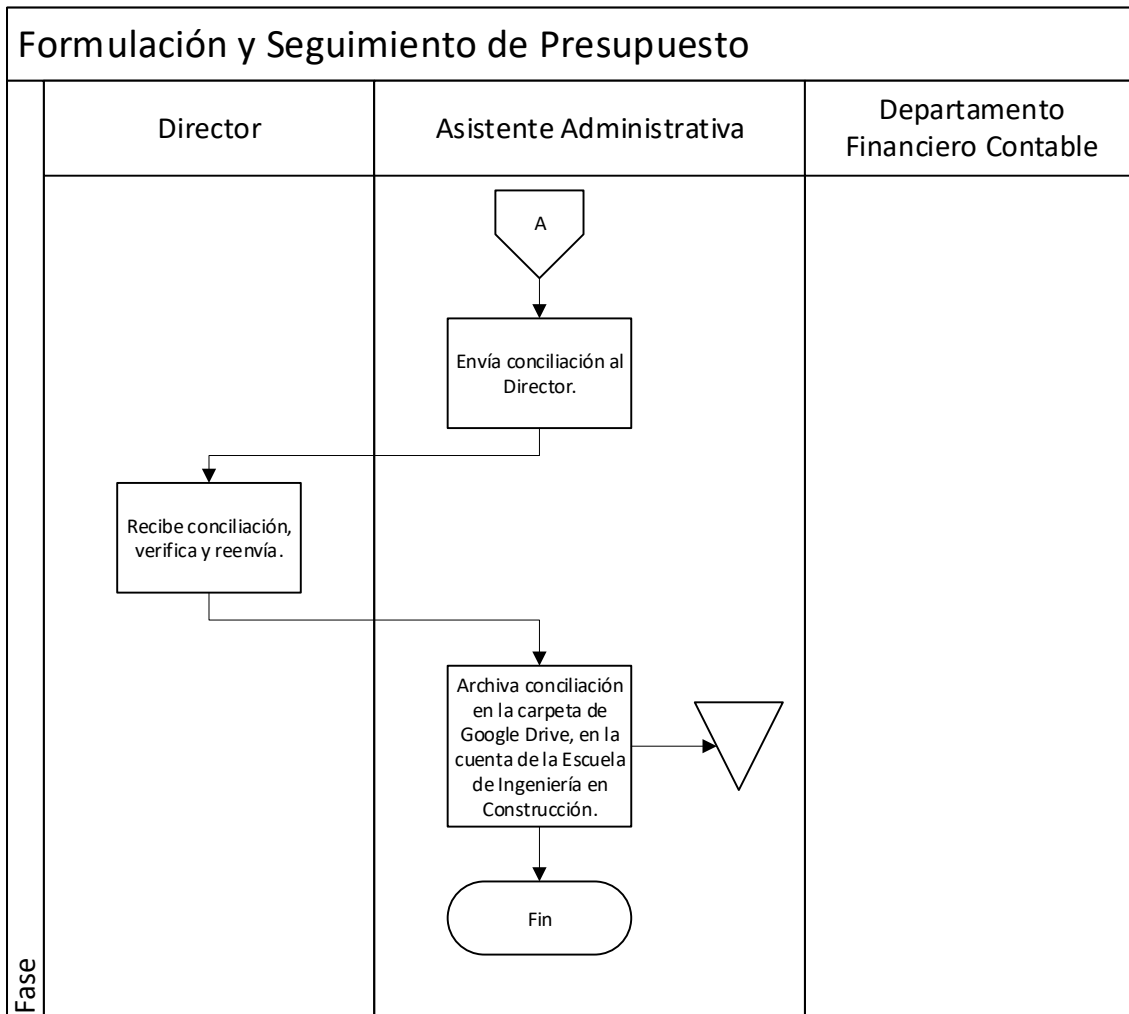 Formulación y Seguimiento de Presupuesto
Director
Asistente Administrativa
Departamento
Financiero Contable
A
Envía conciliación al
Director.
Recibe conciliación,
verifica y reenvía.
Archiva conciliación
en la carpeta de
Google Drive, en la
cuenta de la Escuela
de Ingeniería en
Construcción.
Fin
Fase